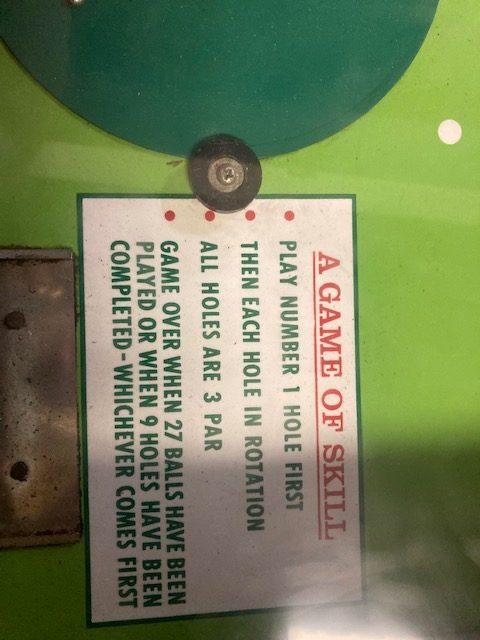 A GAME OF SKILL
PLAY NUMBER 1 HOLE FIRST
THEN EACH HOLE IN ROTATION
ALL HOLES ARE 3 PAR
GAME OVER WHEN 27 BALLS HAVE BEEN
PLAYED OR WHEN 9 HOLES HAVE BEEN
COMPLETED-WHICHEVER COMES FIRST